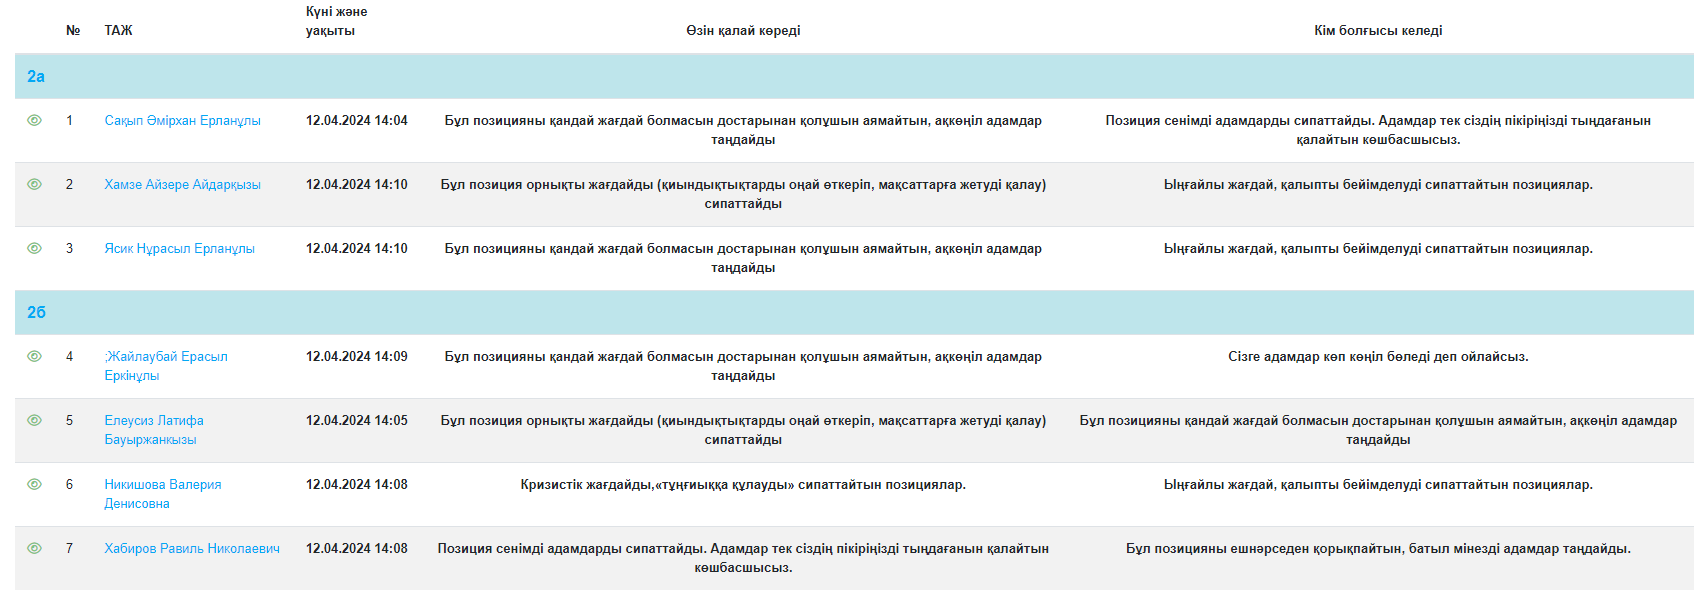 № ТАЖ Күні және уақыты Өзін қалай көреді Кім болғысы келеді
2а
1 Сақып Әмірхан Ерланұлы 12.04.2024 14:04 Бұл позицияны қандай жағдай болмасын достарынан қолұшын аямайтын, ақкөңіл адамдар таңдайды Позиция сенімді адамдарды сипаттайды. Адамдар тек сіздің пікіріңізді тыңдағанын қалайтын көшбасшысыз.
2 Хамзе Айзере Айдарқызы 12.04.2024 14:10 Бұл позиция орнықты жағдайды (қиындықтықтарды оңай өткеріп, мақсаттарға жетуді қалау) сипаттайды Ыңғайлы жағдай, қалыпты бейімделуді сипаттайтын позициялар.
3 Ясик Нұрасыл Ерланұлы 12.04.2024 14:10 Бұл позицияны қандай жағдай болмасын достарынан қолұшын аямайтын, ақкөңіл адамдар таңдайды Ыңғайлы жағдай, қалыпты бейімделуді сипаттайтын позициялар.
2б
4 ;Жайлаубай Ерасыл Еркінұлы 12.04.2024 14:09 Бұл позицияны қандай жағдай болмасын достарынан қолұшын аямайтын, ақкөңіл адамдар таңдайды Сізге адамдар көп көңіл бөледі деп ойлайсыз.
5 Елеусиз Латифа Бауыржанкызы 12.04.2024 14:05 Бұл позиция орнықты жағдайды (қиындықтықтарды оңай өткеріп, мақсаттарға жетуді қалау) сипаттайды Бұл позицияны қандай жағдай болмасын достарынан қолұшын аямайтын, ақкөңіл адамдар таңдайды
6 Никишова Валерия Денисовна 12.04.2024 14:08 Кризистік жағдайды,«тұңғиыққа құлауды» сипаттайтын позициялар. Ыңғайлы жағдай, қалыпты бейімделуді сипаттайтын позициялар.
7 Хабиров Равиль Николаевич 12.04.2024 14:08 Позиция сенімді адамдарды сипаттайды. Адамдар тек сіздің пікіріңізді тыңдағанын қалайтын көшбасшысыз. Бұл позицияны ешнәрседен қорықпайтын, батыл мінезді адамдар таңдайды.